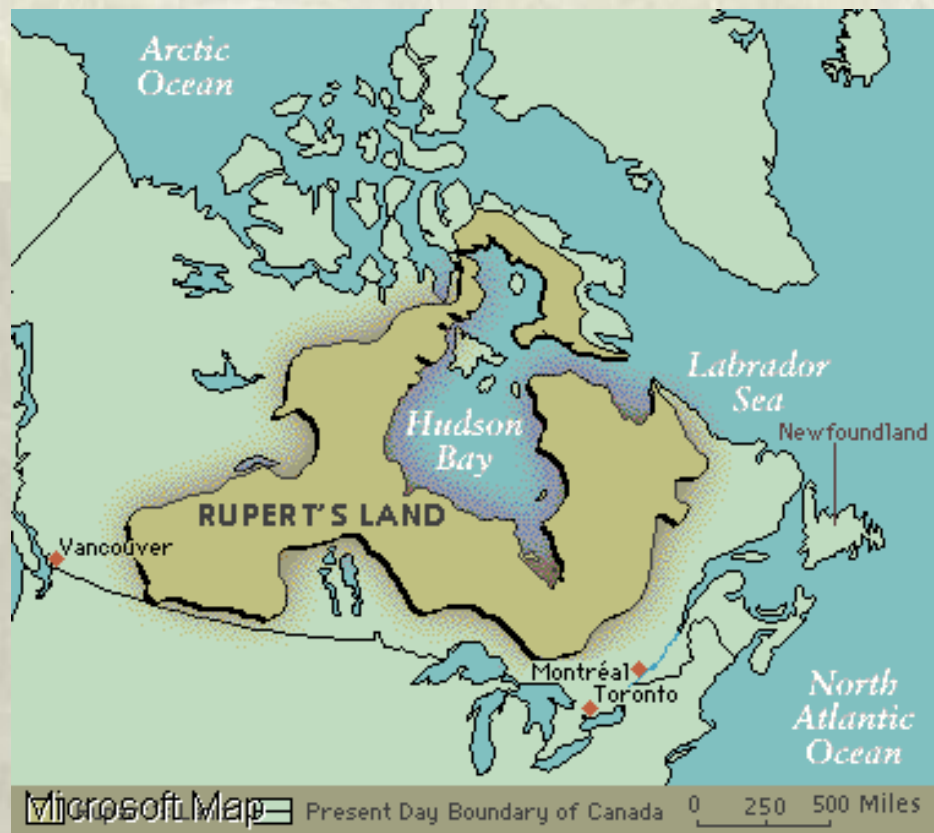 Arctic
Ocean
Labrador
Sea
Newfoundland
Hudson
Bay
RUPERT'S LAND
Vancouver
Montréal
Toronto
North
Atlantic
Ocean
Microsoft Map
Present Day Boundary of Canada
0 250 500 Miles